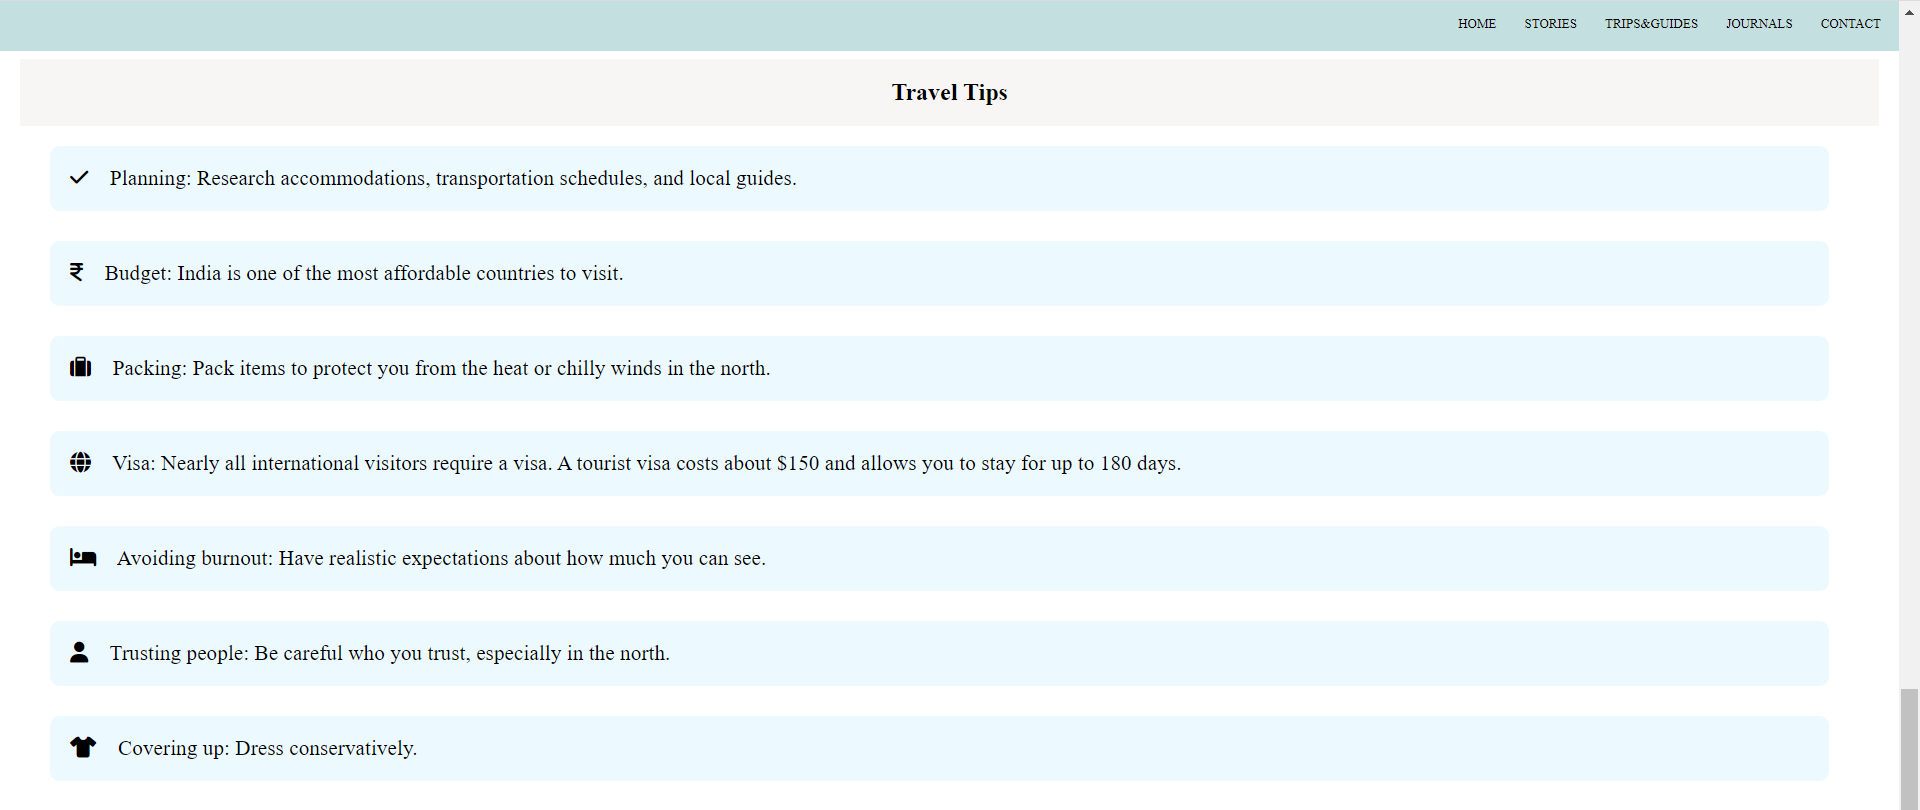 HOME STORIES TRIPS&GUIDES JOURNALS CONTACT
Travel Tips
Planning: Research accommodations, transportation schedules, and local guides.
₹ Budget: India is one of the most affordable countries to visit.
Packing: Pack items to protect you from the heat or chilly winds in the north.
Visa: Nearly all international visitors require a visa. A tourist visa costs about $150 and allows you to stay for up to 180 days.
Avoiding burnout: Have realistic expectations about how much you can see.
Trusting people: Be careful who you trust, especially in the north.
Covering up: Dress conservatively.